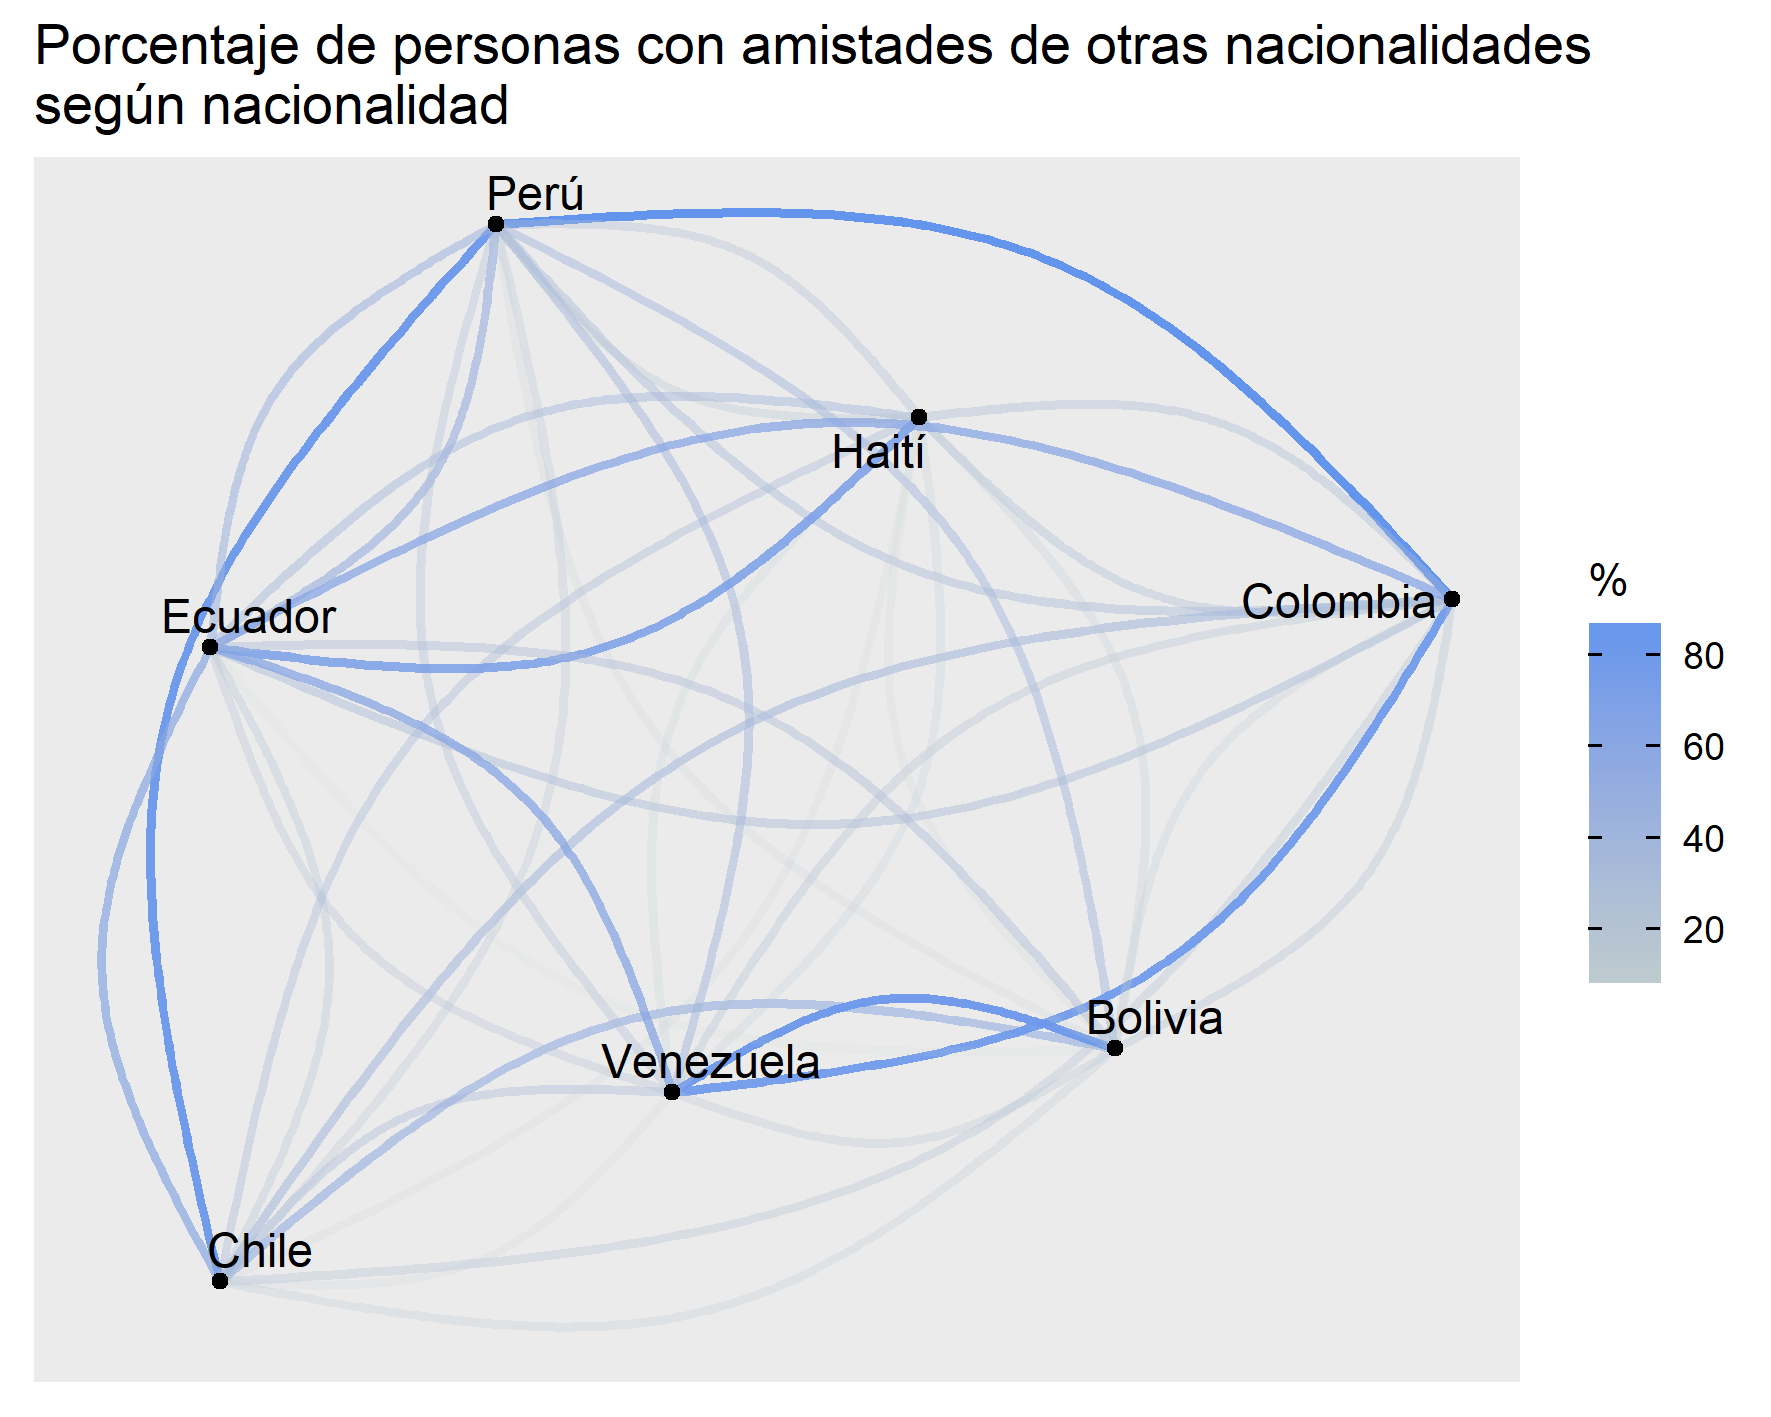 Porcentaje de personas con amistades de otras nacionalidades
según nacionalidad
Perú
Haití
Colombia
Ecuador
Bolivia
Venezuela
Chile
%
80
60
40
20